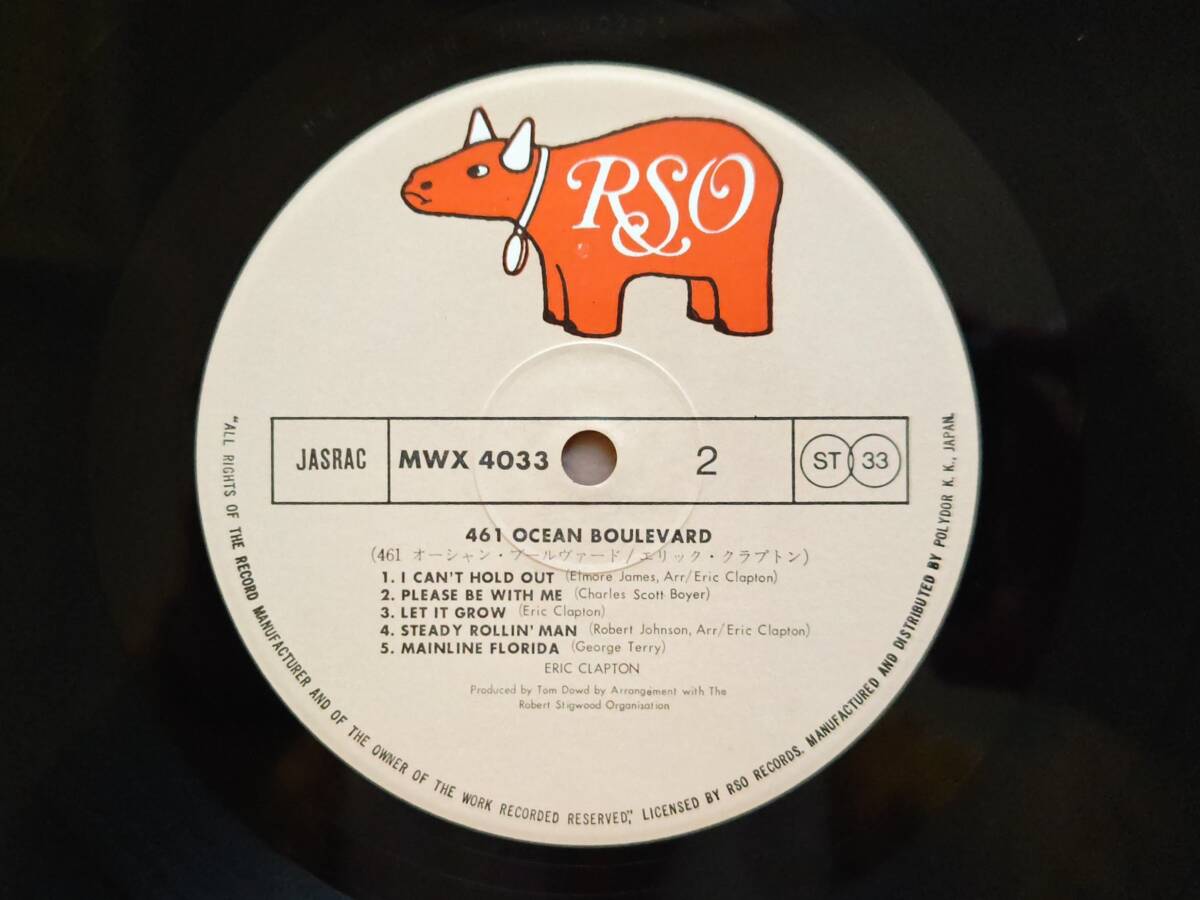 RSO
JASRAC
MWX 4033
2
ST 33
461 OCEAN BOULEVARD
(461 オーシャン・ブールヴァード/エリック・クラプトン)
1. I CAN'T HOLD OUT (Elmore James, Arr/Eric Clapton)
2. PLEASE BE WITH ME (Charles Scott Boyer)
3. LET IT GROW (Eric Clapton)
4. STEADY ROLLIN' MAN (Robert Johnson, Arr/Eric Clapton)
5. MAINLINE FLORIDA (George Terry)
ERIC CLAPTON
Produced by Tom Dowd by Arrangement with The
Robert Stigwood Organisation
"ALL RIGHTS OF THE RECORD MANUFACTURER AND OF THE OWNER OF THE WORK RECORDED RESERVED," LICENSED BY RSO RECORDS. MANUFACTURED AND DISTRIBUTED BY POLYDOR K.K., JAPAN.